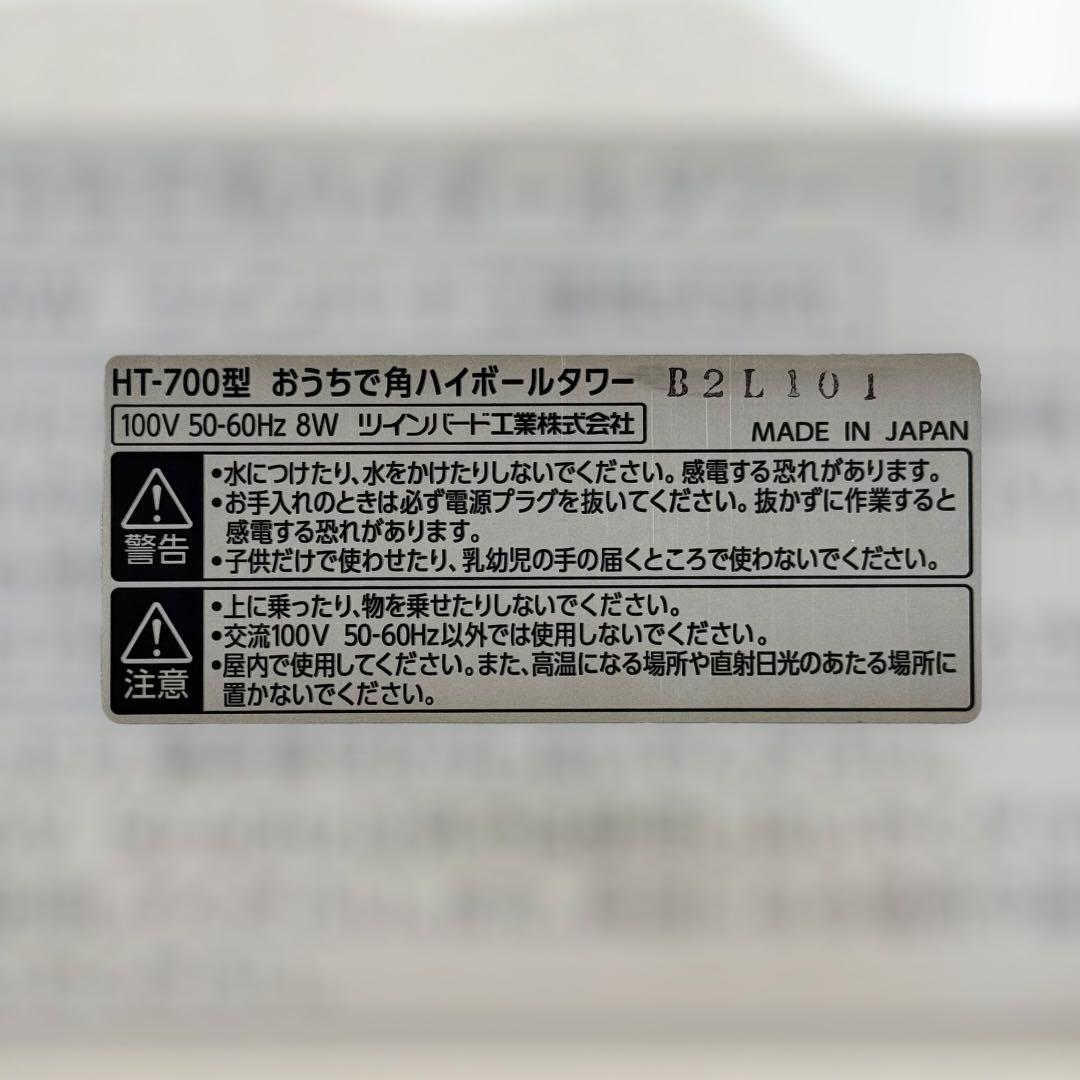 HT-700型 おうちで角ハイボールタワー B2L101
100V 50-60Hz 8W ツインバード工業株式会社
MADE IN JAPAN
警告
•水につけたり、水をかけたりしないでください。感電する恐れがあります。
•お手入れのときは必ず電源プラグを抜いてください。抜かずに作業すると
感電する恐れがあります。
•子供だけで使わせたり、乳幼児の手の届くところで使わないでください。
注意
•上に乗ったり、物を乗せたりしないでください。
•交流100V 50-60Hz以外では使用しないでください。
•屋内で使用してください。また、高温になる場所や直射日光のあたる場所に
置かないでください。